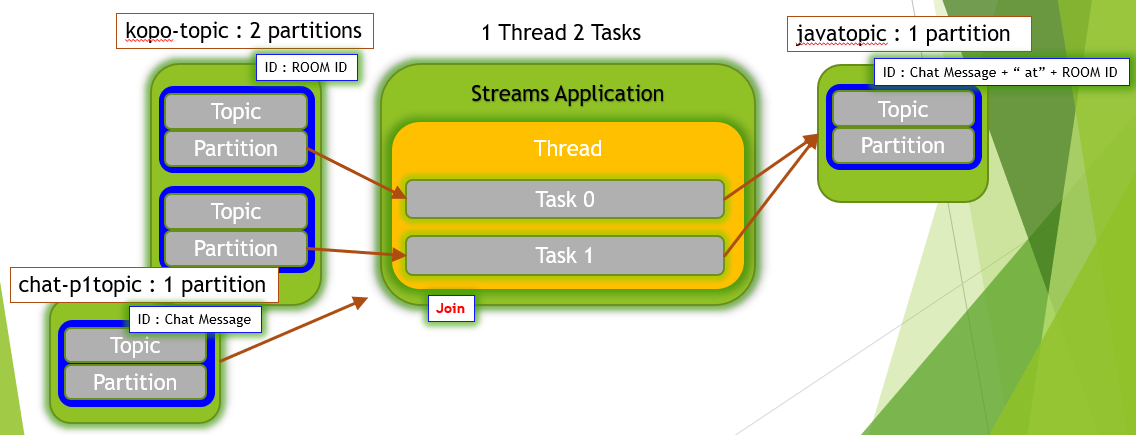 kopo-topic : 2 partitions
ID : ROOM ID
Topic
Partition
Topic
Partition
chat-p1topic : 1 partition
ID : Chat Message
Topic
Partition
1 Thread 2 Tasks
Streams Application
Thread
Task 0
Task 1
Join
javatopic : 1 partition
ID : Chat Message + “ at” + ROOM ID
Topic
Partition